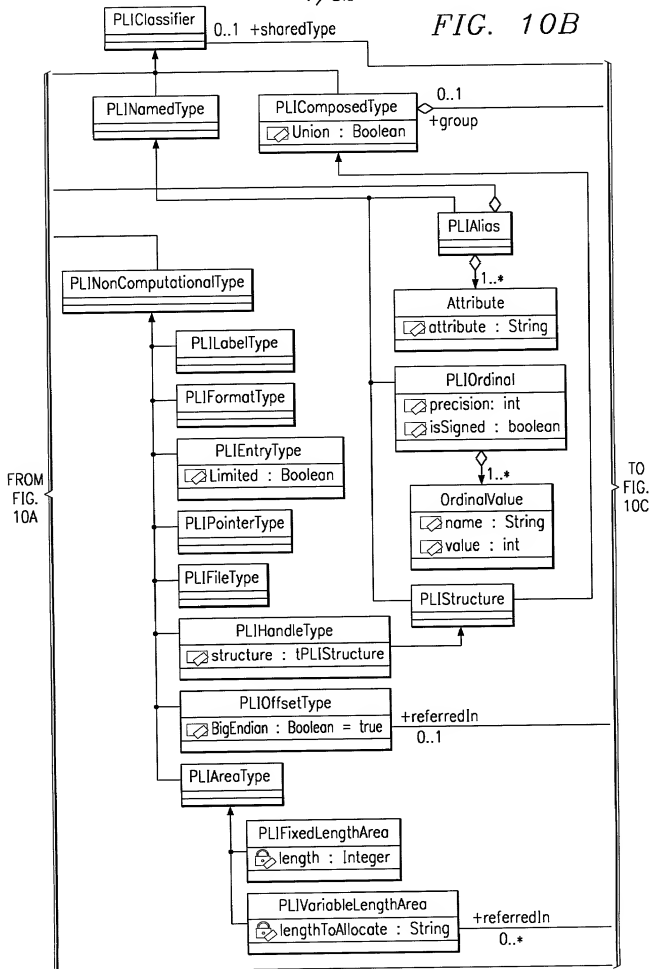 FIG. 10B
PLIClassifier
0..1 +sharedType
PLINamedType
PLIComposedType
Union : Boolean
0..1
+group
PLIAlias
1..*
PLINonComputationalType
Attribute
attribute : String
PLILabelType
PLIFormatType
PLIOrdinal
precision: int
isSigned : boolean
1..*
PLIEntryType
Limited : Boolean
FROM
FIG.
10A
TO
FIG.
10C
OrdinalValue
name : String
value : int
PLIPointerType
PLIFileType
PLIStructure
PLIHandleType
structure : tPLIStructure
PLIOffsetType
BigEndian : Boolean = true
+referredIn
0..1
PLIAreaType
PLIFixedLengthArea
length : Integer
PLIVariableLengthArea
lengthToAllocate : String
+referredIn
0..*